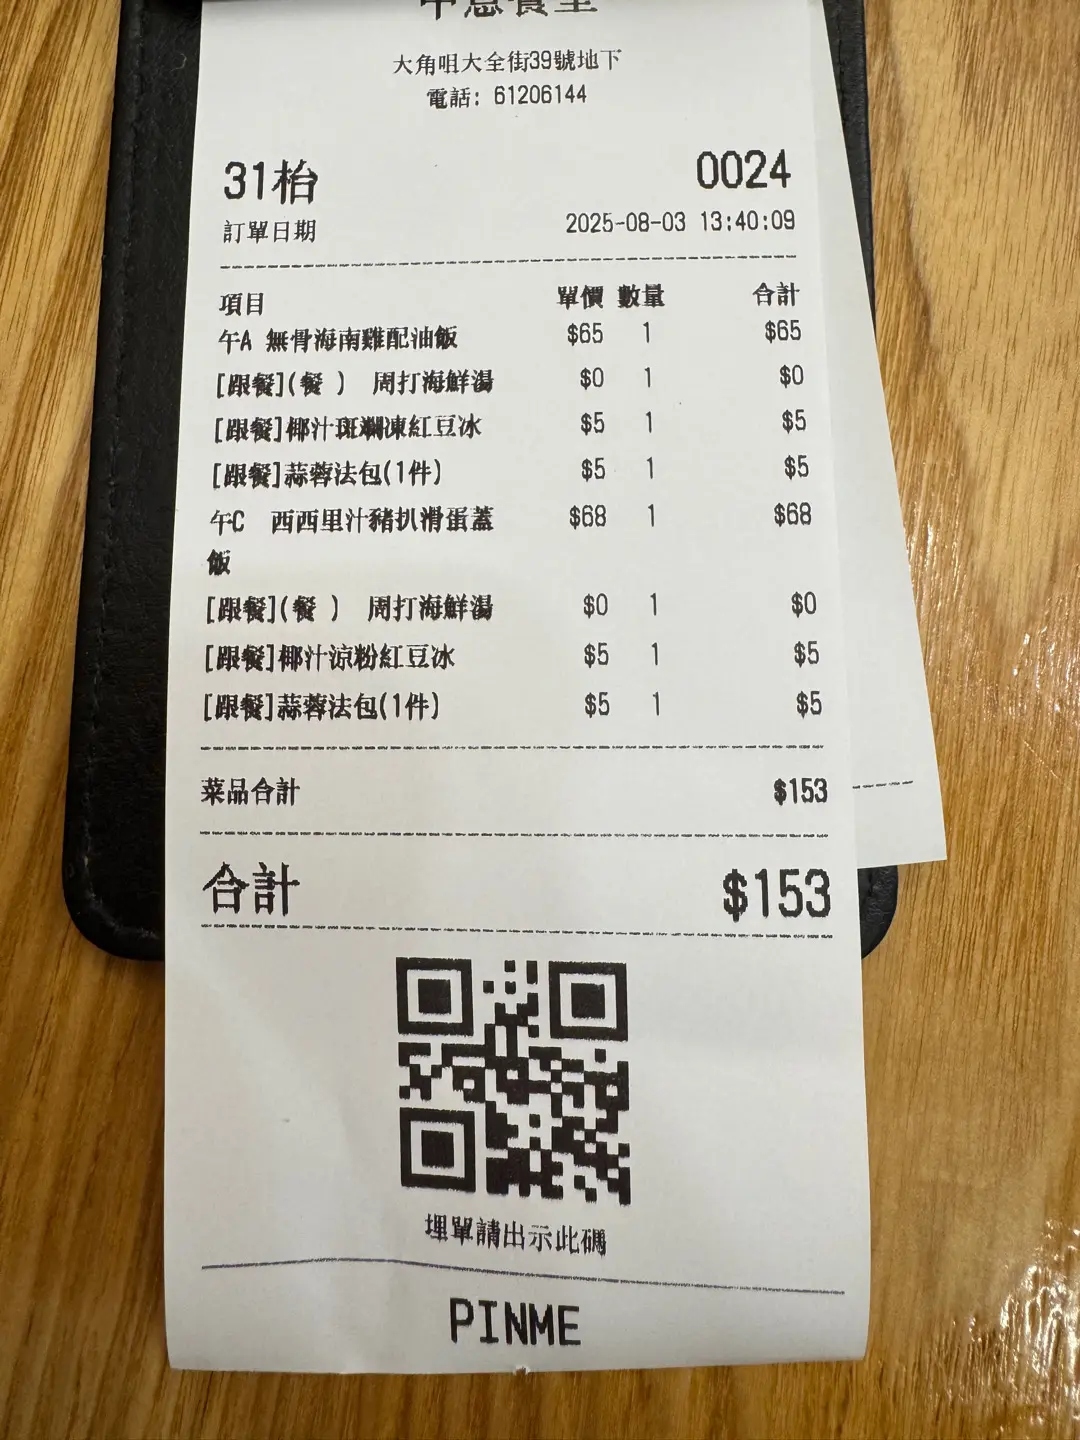 中意餐室
大角咀大全街39號地下
電話: 61206144
31枱 0024
訂單日期 2025-08-03 13:40:09
項目 單價 數量 合計
午A 無骨海南雞配油飯 $65 1 $65
[跟餐](餐 ) 周打海鮮湯 $0 1 $0
[跟餐]椰汁斑斕凍紅豆冰 $5 1 $5
[跟餐]蒜蓉法包(1件) $5 1 $5
午C 西西里汁豬扒滑蛋蓋 $68 1 $68
飯
[跟餐](餐 ) 周打海鮮湯 $0 1 $0
[跟餐]椰汁涼粉紅豆冰 $5 1 $5
[跟餐]蒜蓉法包(1件) $5 1 $5
菜品合計 $153
合計 $153
埋單請出示此碼
PINME